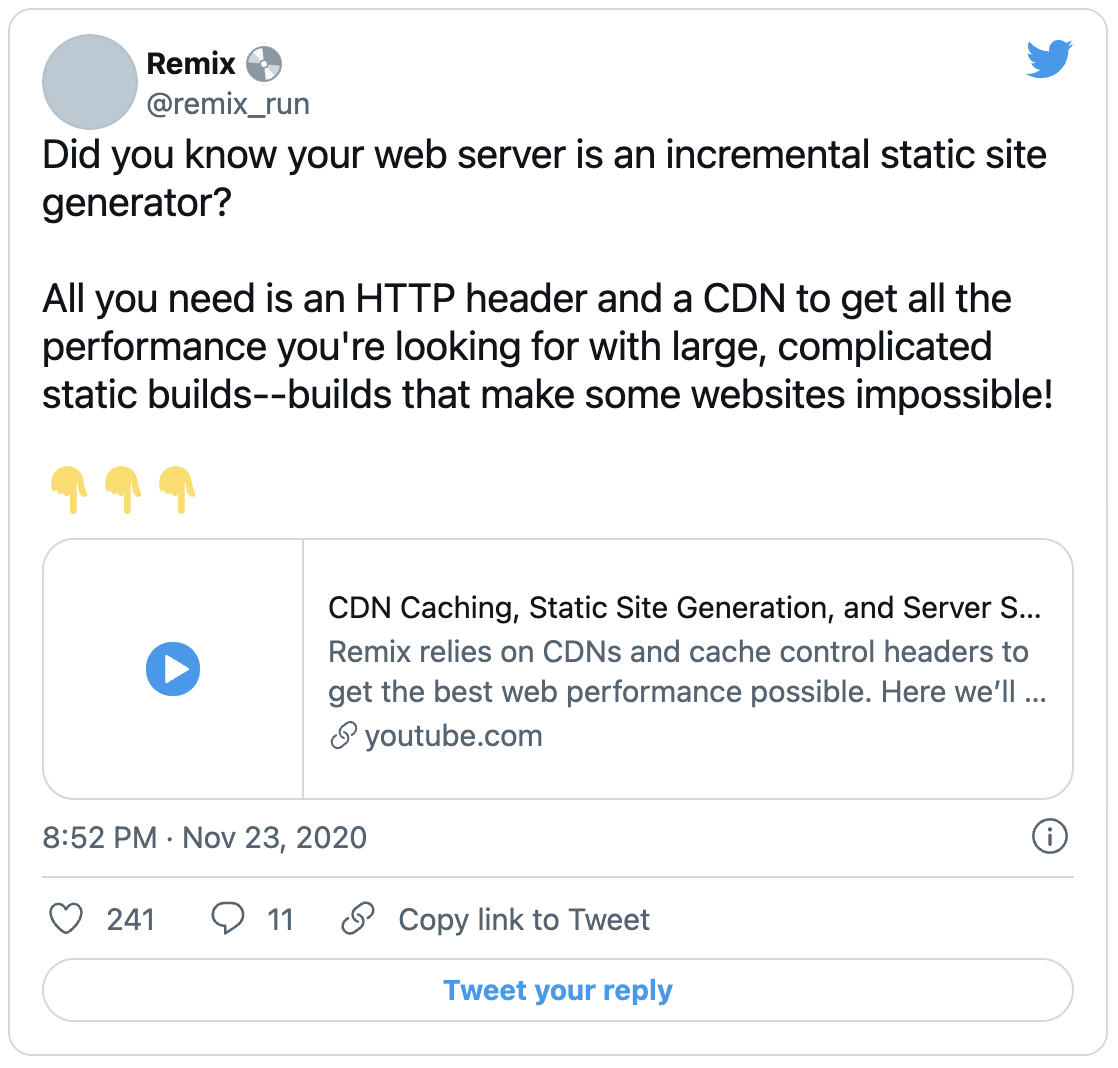 Remix 💿
@remix_run
Did you know your web server is an incremental static site
generator?
All you need is an HTTP header and a CDN to get all the
performance you're looking for with large, complicated
static builds--builds that make some websites impossible!
👇👇👇
CDN Caching, Static Site Generation, and Server S...
Remix relies on CDNs and cache control headers to
get the best web performance possible. Here we’ll ...
youtube.com
8:52 PM · Nov 23, 2020
241 11 Copy link to Tweet
Tweet your reply